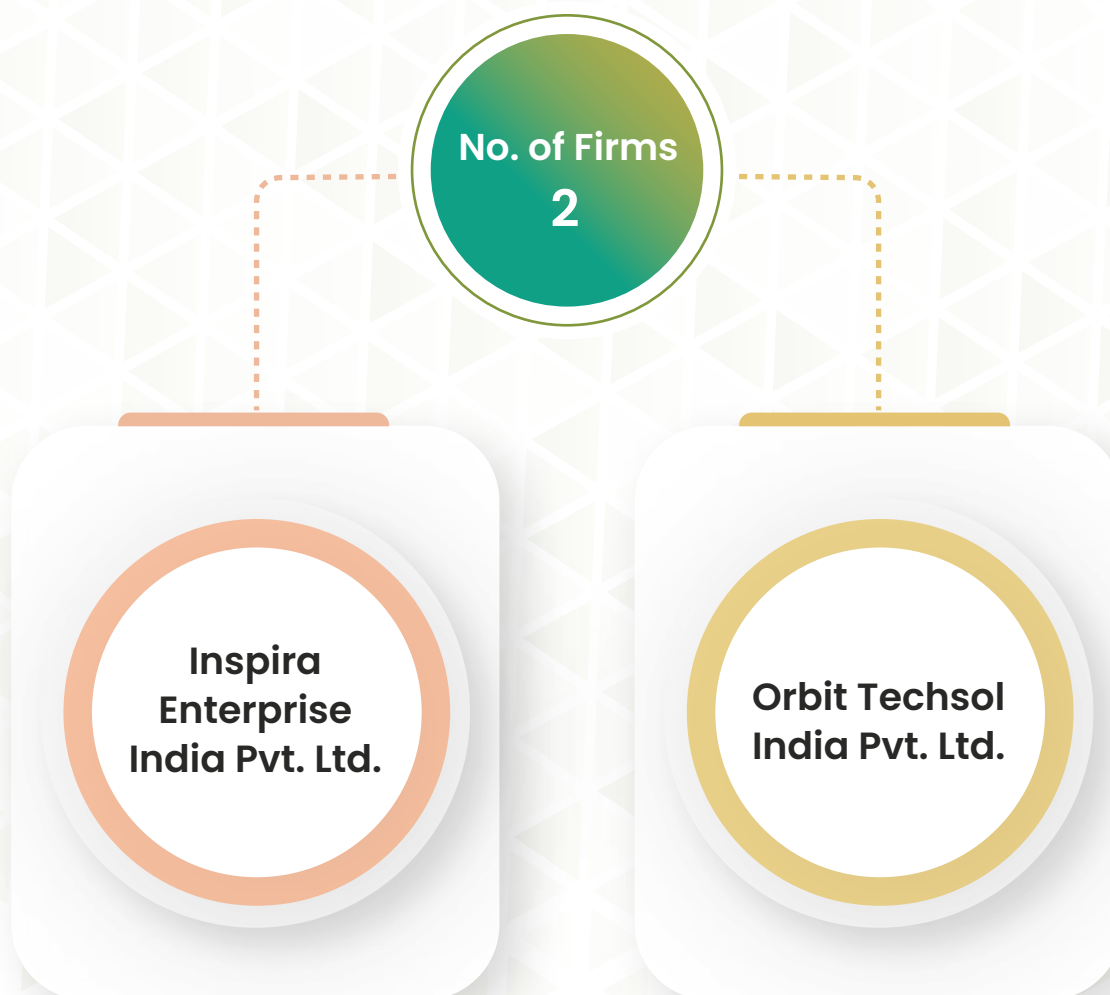 No. of Firms
2
Inspira
Enterprise
India Pvt. Ltd.
Orbit Techsol
India Pvt. Ltd.